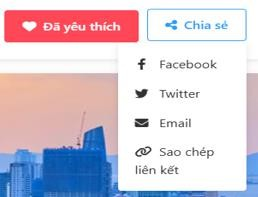 Đã yêu thích
Chia sẻ
Facebook
Twitter
Email
Sao chép
liên kết